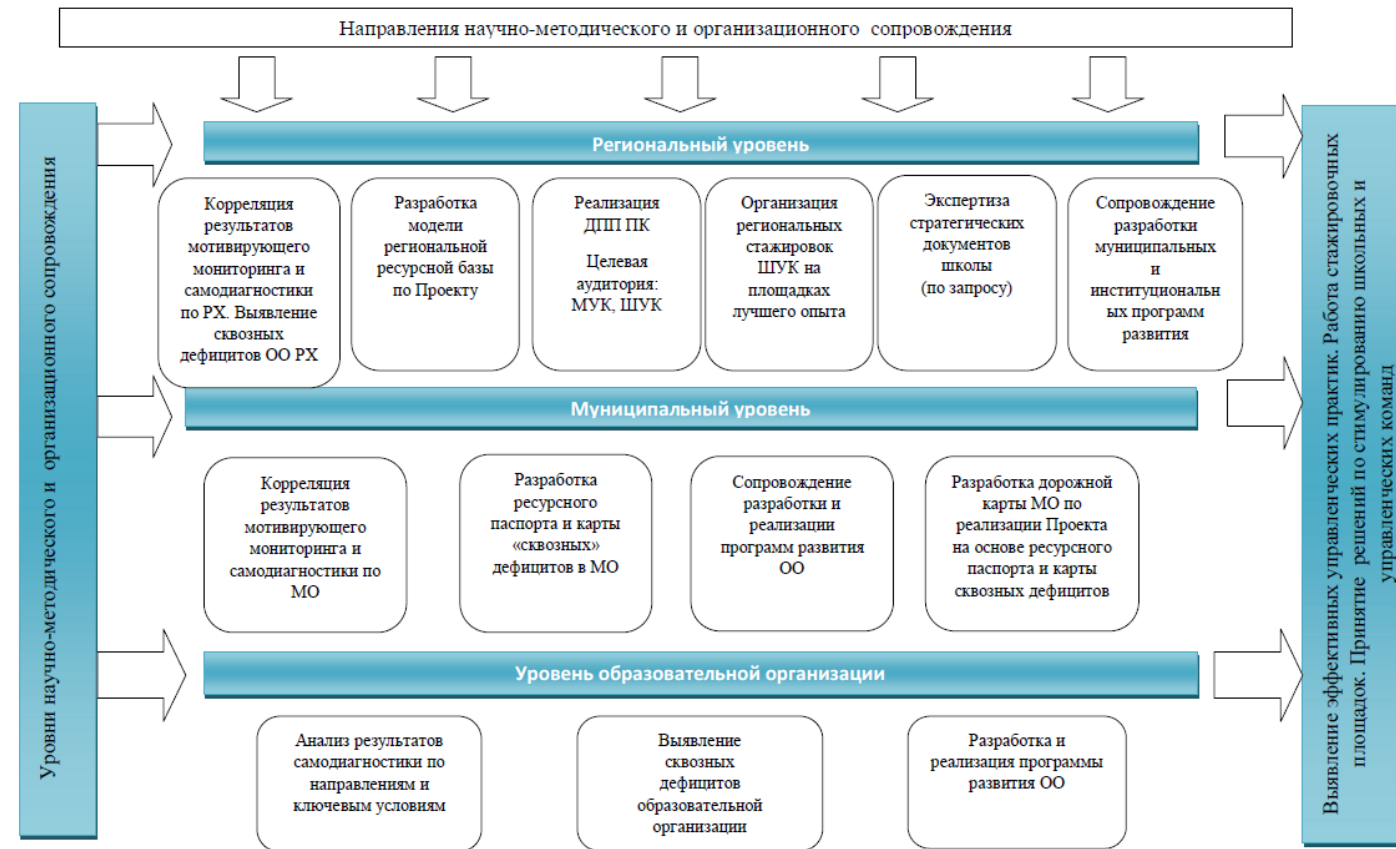 Направления научно-методического и организационного сопровождения
Уровни научно-методического и организационного сопровождения
Региональный уровень
Корреляция
результатов
мотивирующего
мониторинга и
самодиагностики
по РХ. Выявление
сквозных
дефицитов ОО РХ
Разработка
модели
региональной
ресурсной базы
по Проекту
Реализация
ДПП ПК
Целевая
аудитория:
МУК, ШУК
Организация
региональных
стажировок
ШУК на
площадках
лучшего опыта
Экспертиза
стратегических
документов
школы
(по запросу)
Сопровождение
разработки
муниципальных
и
институциональн
ых программ
развития
Муниципальный уровень
Корреляция
результатов
мотивирующего
мониторинга и
самодиагностики по
МО
Разработка
ресурсного
паспорта и карты
«сквозных»
дефицитов в МО
Сопровождение
разработки и
реализации
программ развития
ОО
Разработка дорожной
карты МО по
реализации Проекта
на основе ресурсного
паспорта и карты
сквозных дефицитов
Уровень образовательной организации
Анализ результатов
самодиагностики по
направлениям и
ключевым условиям
Выявление
сквозных
дефицитов
образовательной
организации
Разработка и
реализация программы
развития ОО
Выявление эффективных управленческих практик. Работа стажировочных
площадок. Принятие решений по стимулированию школьных и
управленческих команд